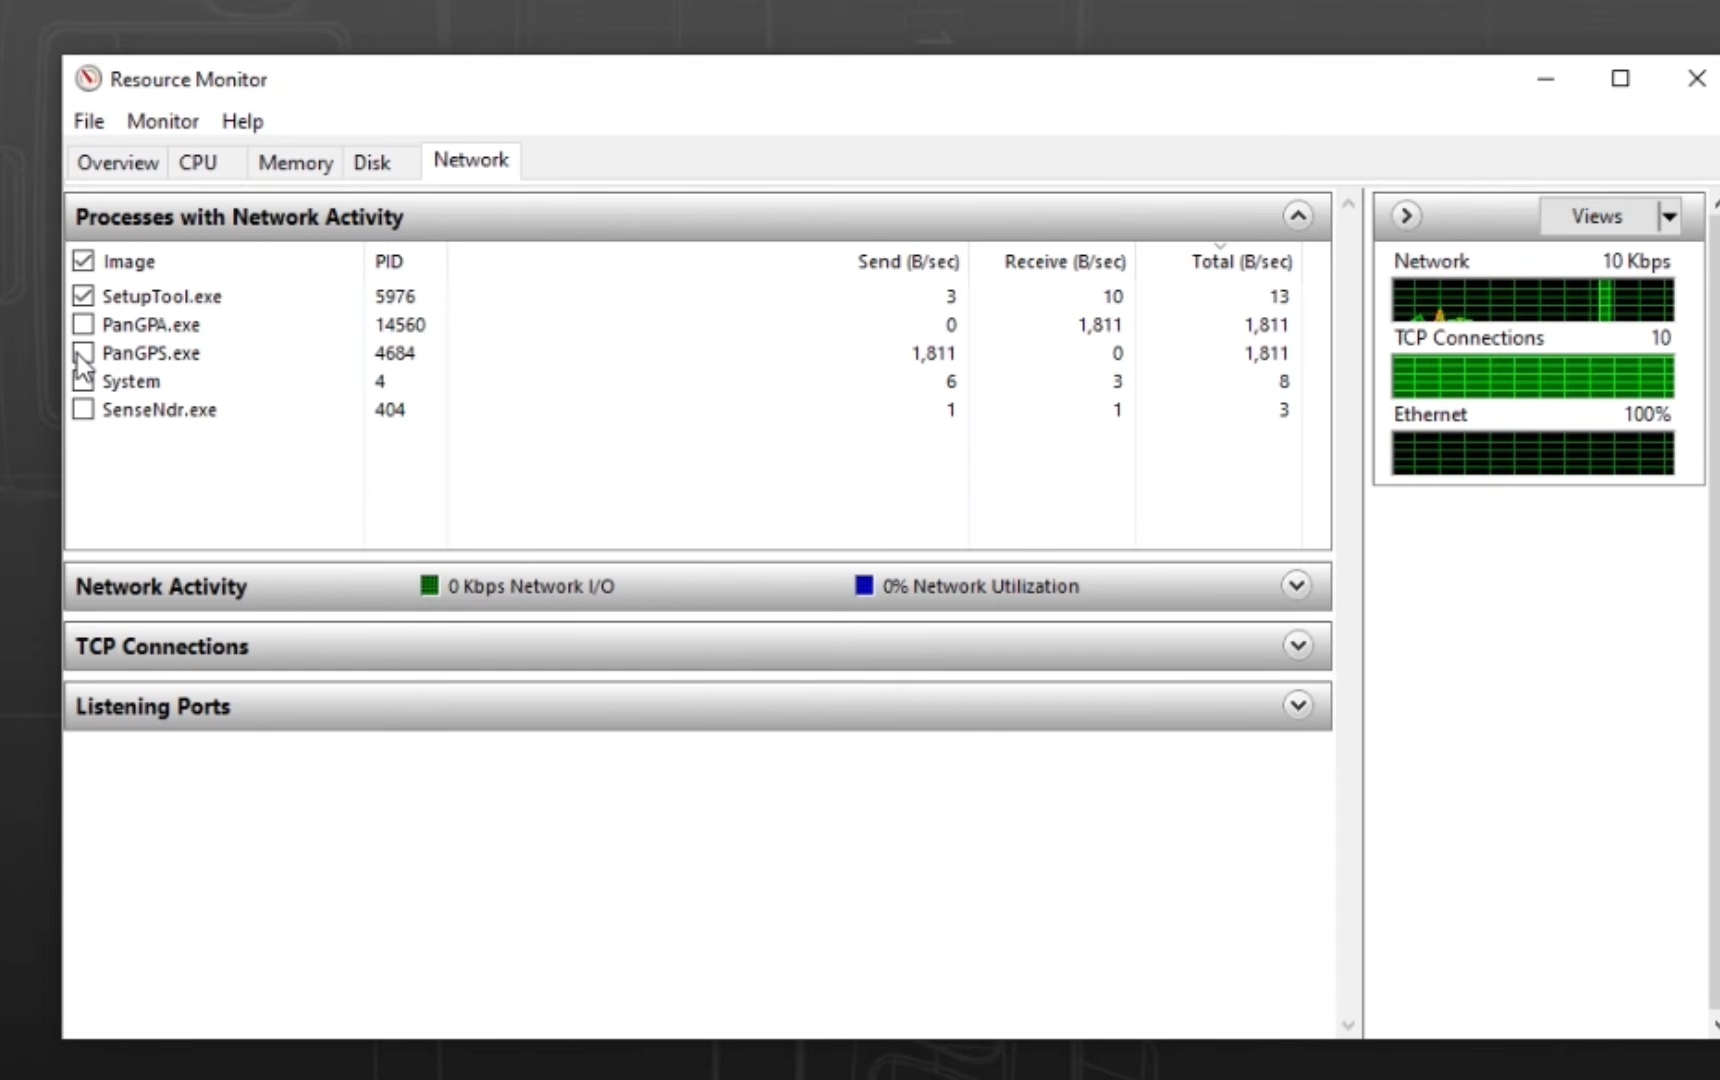 Resource Monitor
File Monitor Help
Overview CPU Memory Disk Network
Processes with Network Activity
Image PID Send (B/sec) Receive (B/sec) Total (B/sec)
SetupTool.exe 5976 3 10 13
PanGPA.exe 14560 0 1,811 1,811
PanGPS.exe 4684 1,811 0 1,811
System 4 6 3 8
SenseNdr.exe 404 1 1 3
Network Activity 0 Kbps Network I/O 0% Network Utilization
TCP Connections
Listening Ports
Views
Network 10 Kbps
TCP Connections 10
Ethernet 100%